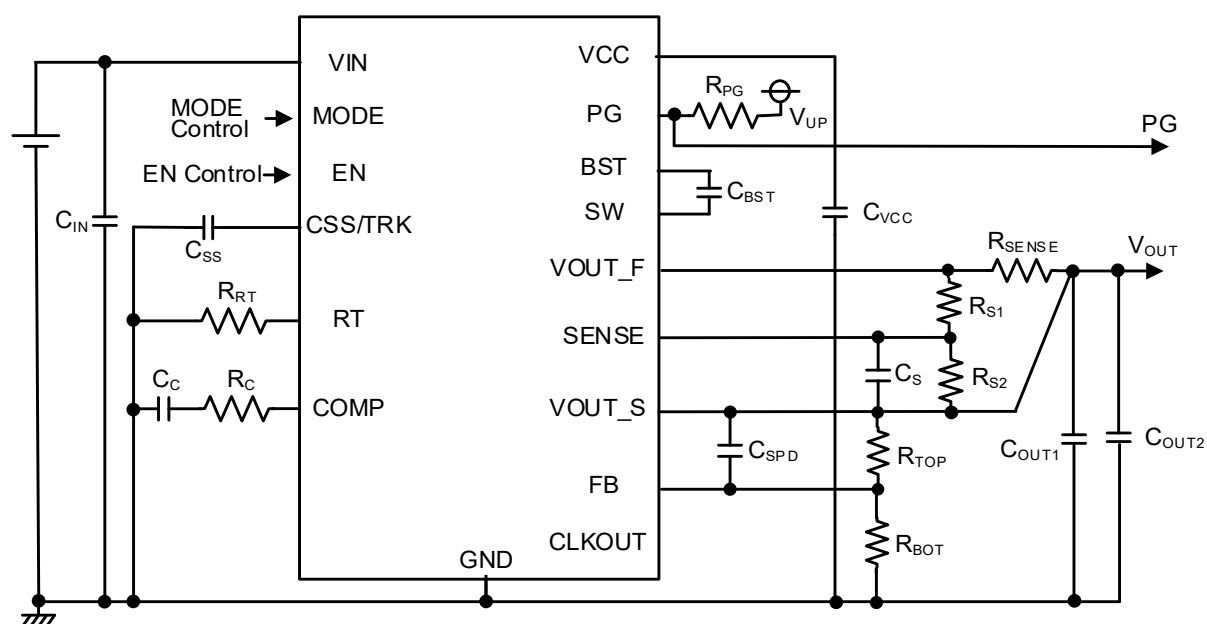 VIN
VCC
R_PG
MODE
Control
MODE
PG
V_UP
PG
BST
EN Control
EN
C_BST
C_IN
SW
C_VCC
CSS/TRK
C_SS
R_SENSE
V_OUT
VOUT_F
R_RT
R_S1
RT
SENSE
C_S
R_S2
C_C
R_C
COMP
VOUT_S
C_OUT1
C_OUT2
C_SPD
R_TOP
FB
CLKOUT
R_BOT
GND